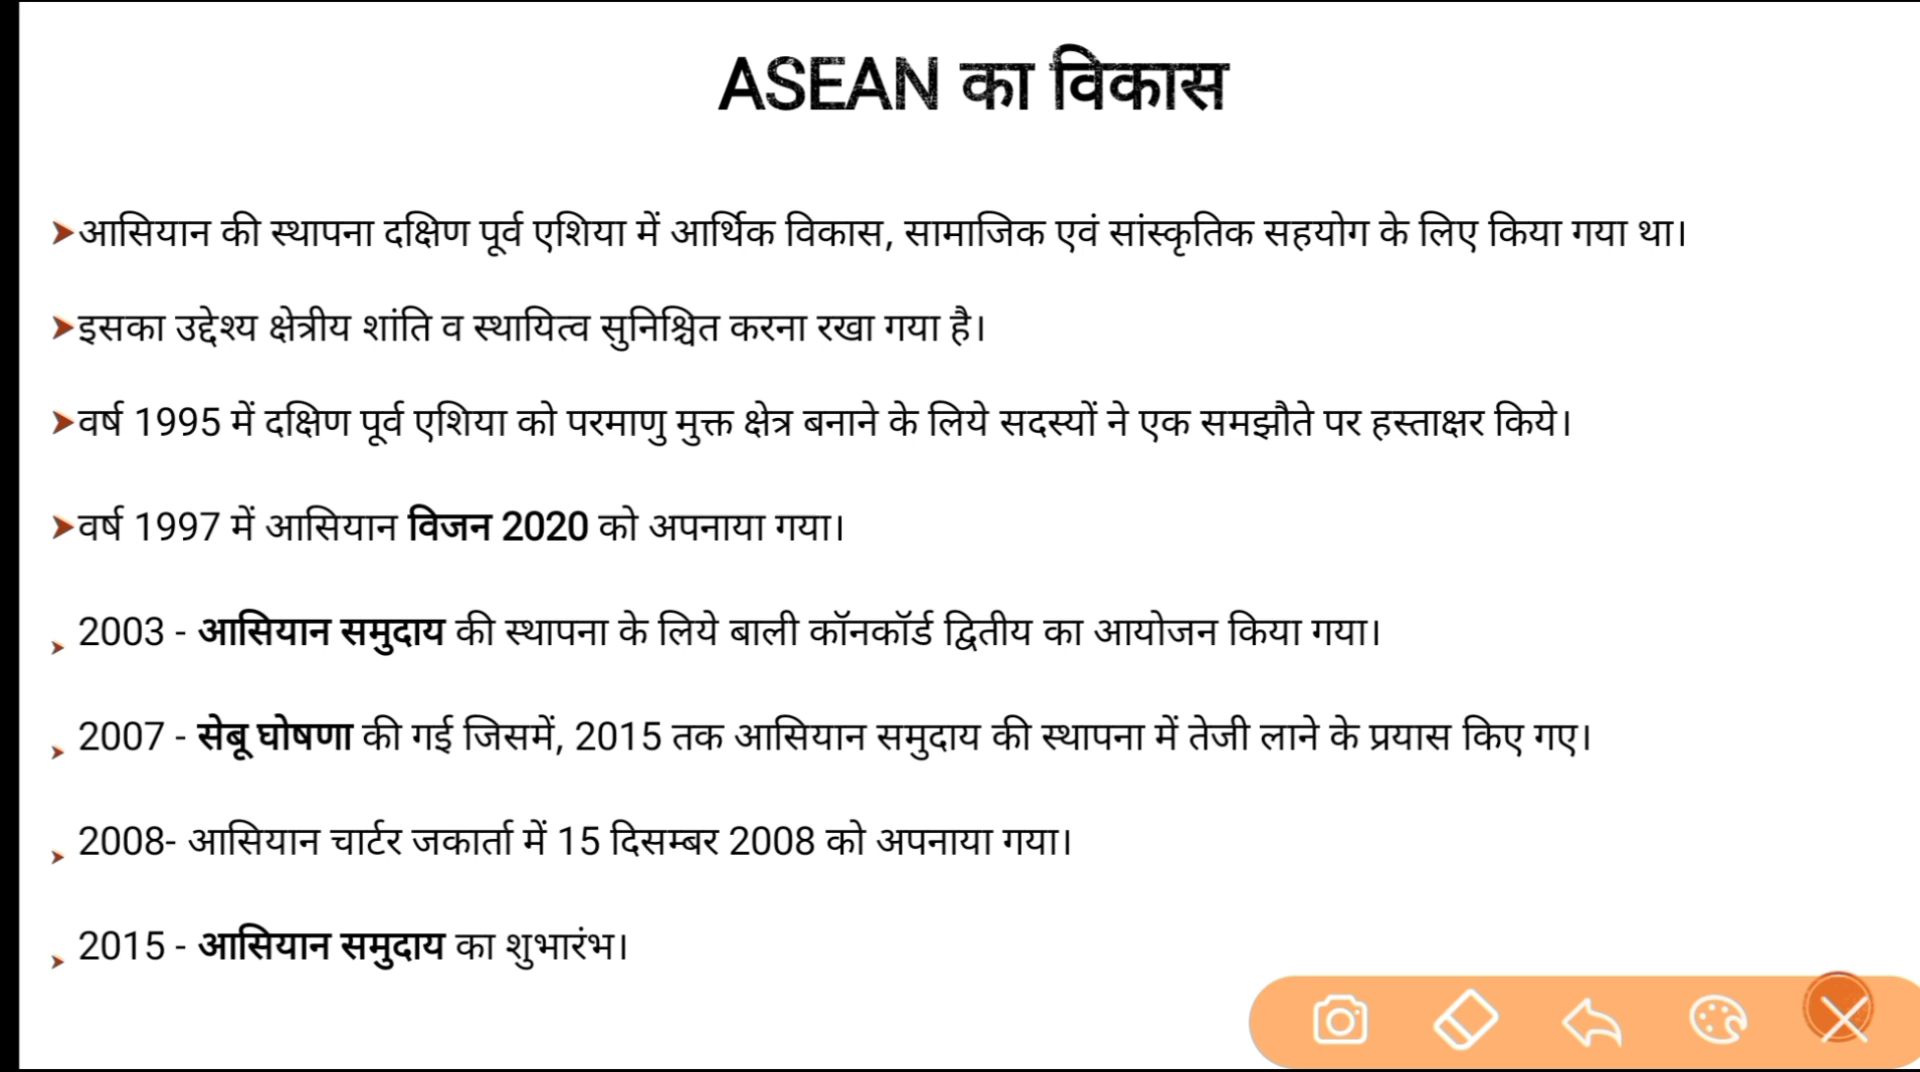 ASEAN का विकास
➤आसियान की स्थापना दक्षिण पूर्व एशिया में आर्थिक विकास, सामाजिक एवं सांस्कृतिक सहयोग के लिए किया गया था।
➤इसका उद्देश्य क्षेत्रीय शांति व स्थायित्व सुनिश्चित करना रखा गया है।
➤वर्ष 1995 में दक्षिण पूर्व एशिया को परमाणु मुक्त क्षेत्र बनाने के लिये सदस्यों ने एक समझौते पर हस्ताक्षर किये।
➤वर्ष 1997 में आसियान विजन 2020 को अपनाया गया।
➤ 2003 - आसियान समुदाय की स्थापना के लिये बाली कॉनकॉर्ड द्वितीय का आयोजन किया गया।
➤ 2007 - सेबू घोषणा की गई जिसमें, 2015 तक आसियान समुदाय की स्थापना में तेजी लाने के प्रयास किए गए।
➤ 2008- आसियान चार्टर जकार्ता में 15 दिसम्बर 2008 को अपनाया गया।
➤ 2015 - आसियान समुदाय का शुभारंभ।